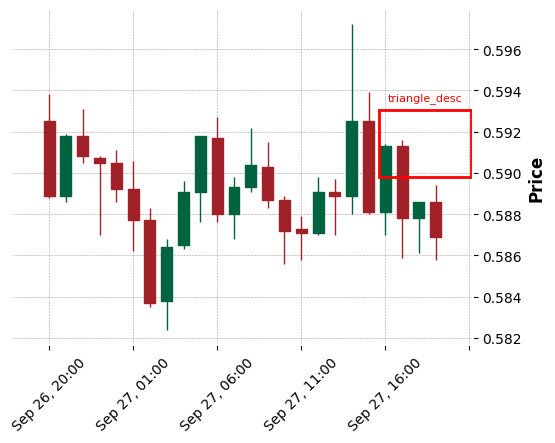 triangle_desc
0.596
0.594
0.592
0.590
0.588
0.586
0.584
0.582
Price
Sep 26, 20:00
Sep 27, 01:00
Sep 27, 06:00
Sep 27, 11:00
Sep 27, 16:00